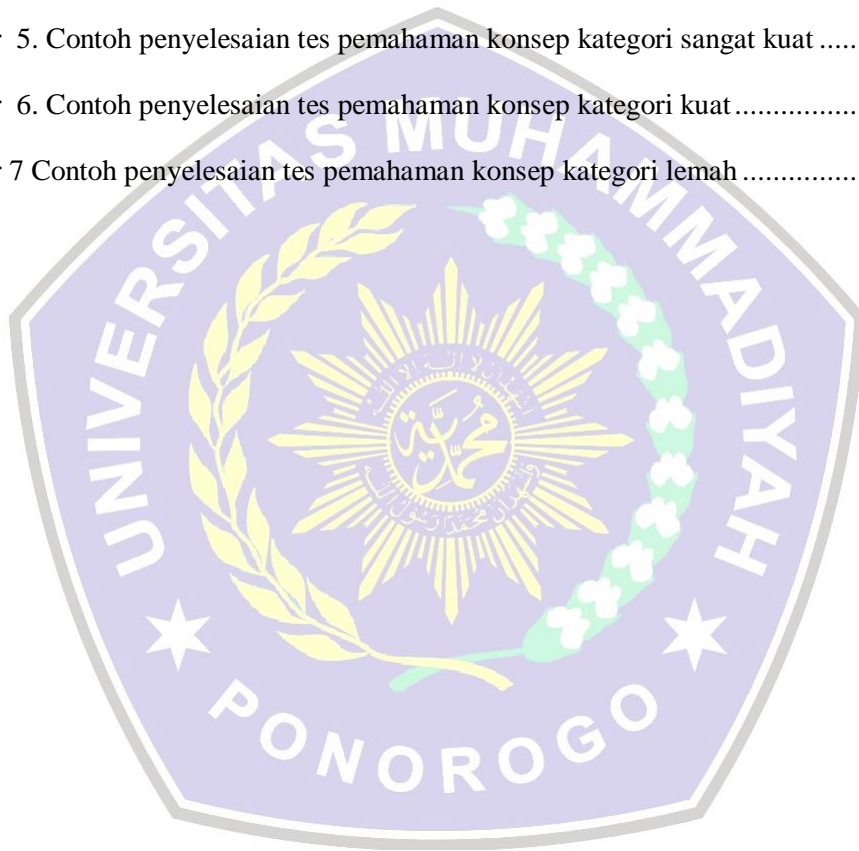 5. Contoh penyelesaian tes pemahaman konsep kategori sangat kuat .....
6. Contoh penyelesaian tes pemahaman konsep kategori kuat ................
7 Contoh penyelesaian tes pemahaman konsep kategori lemah ...............
UNIVERSITAS MUHAMMADIYAH
محمدية
PONOROGO